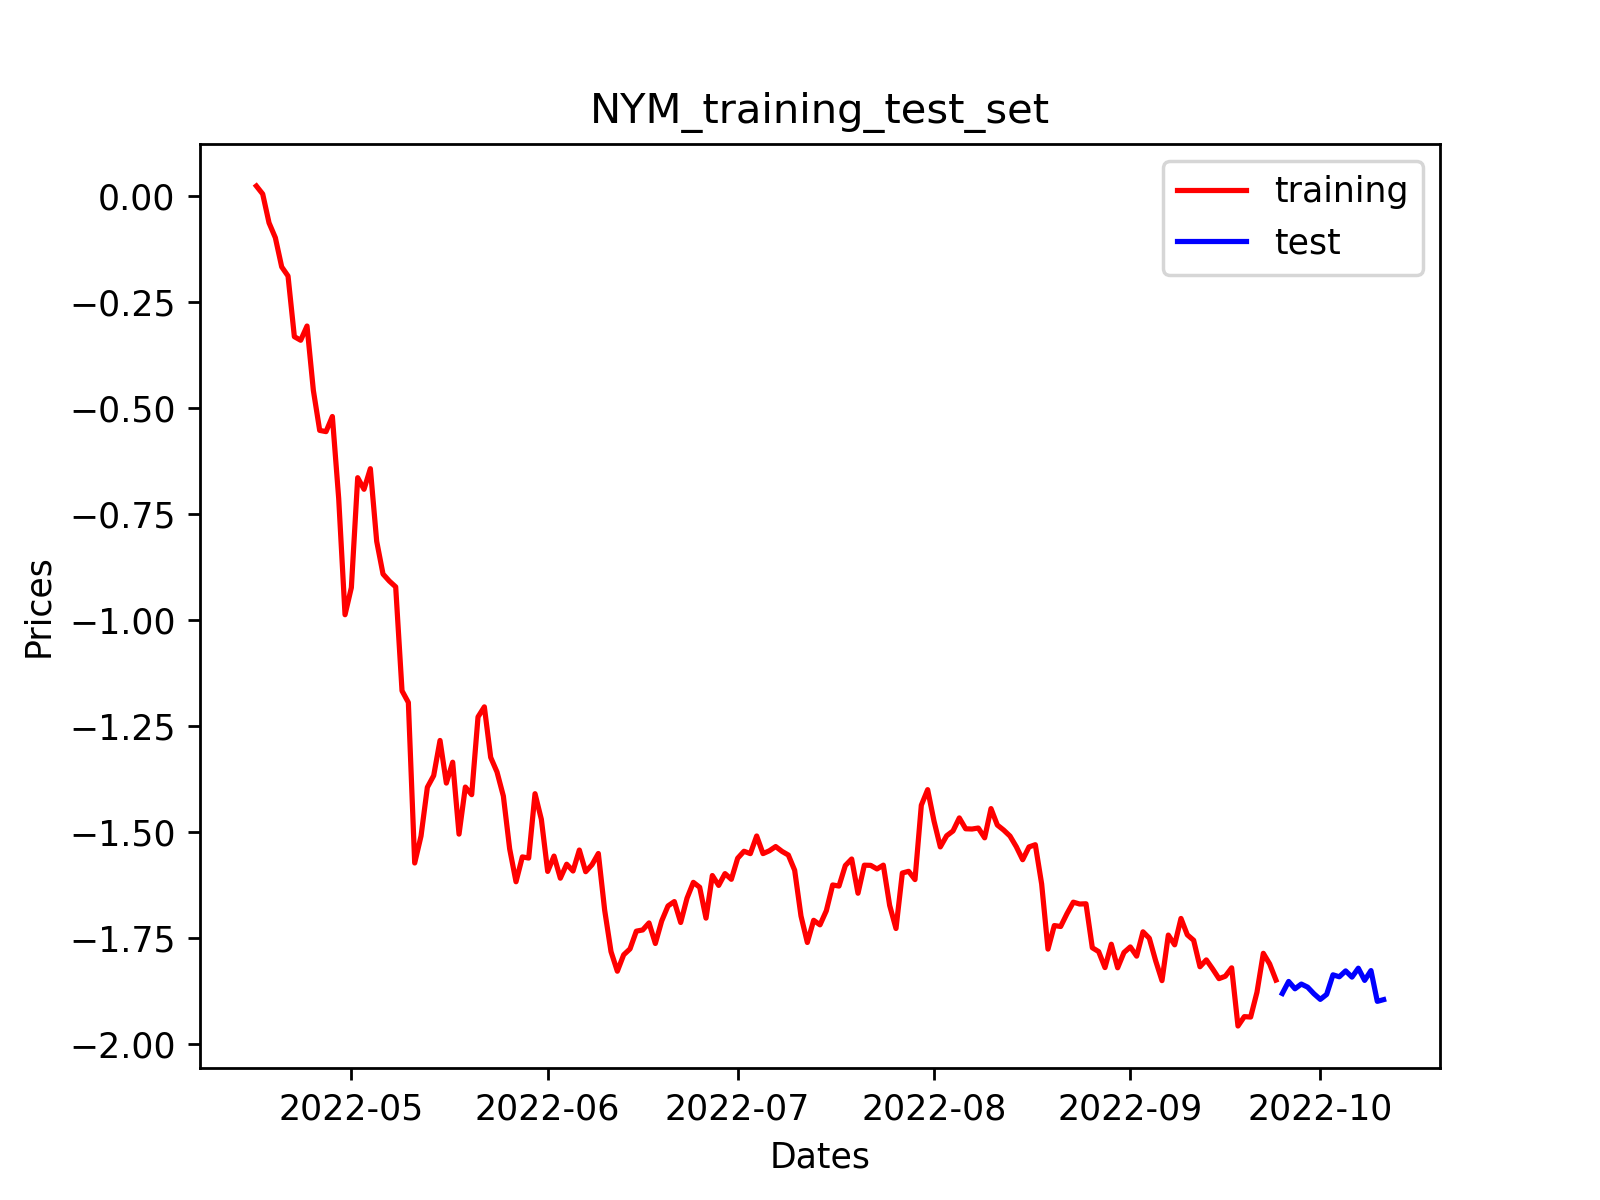 NYM_training_test_set
training
test
0.00
−0.25
−0.50
−0.75
−1.00
−1.25
−1.50
−1.75
−2.00
Prices
2022-05 2022-06 2022-07 2022-08 2022-09 2022-10
Dates